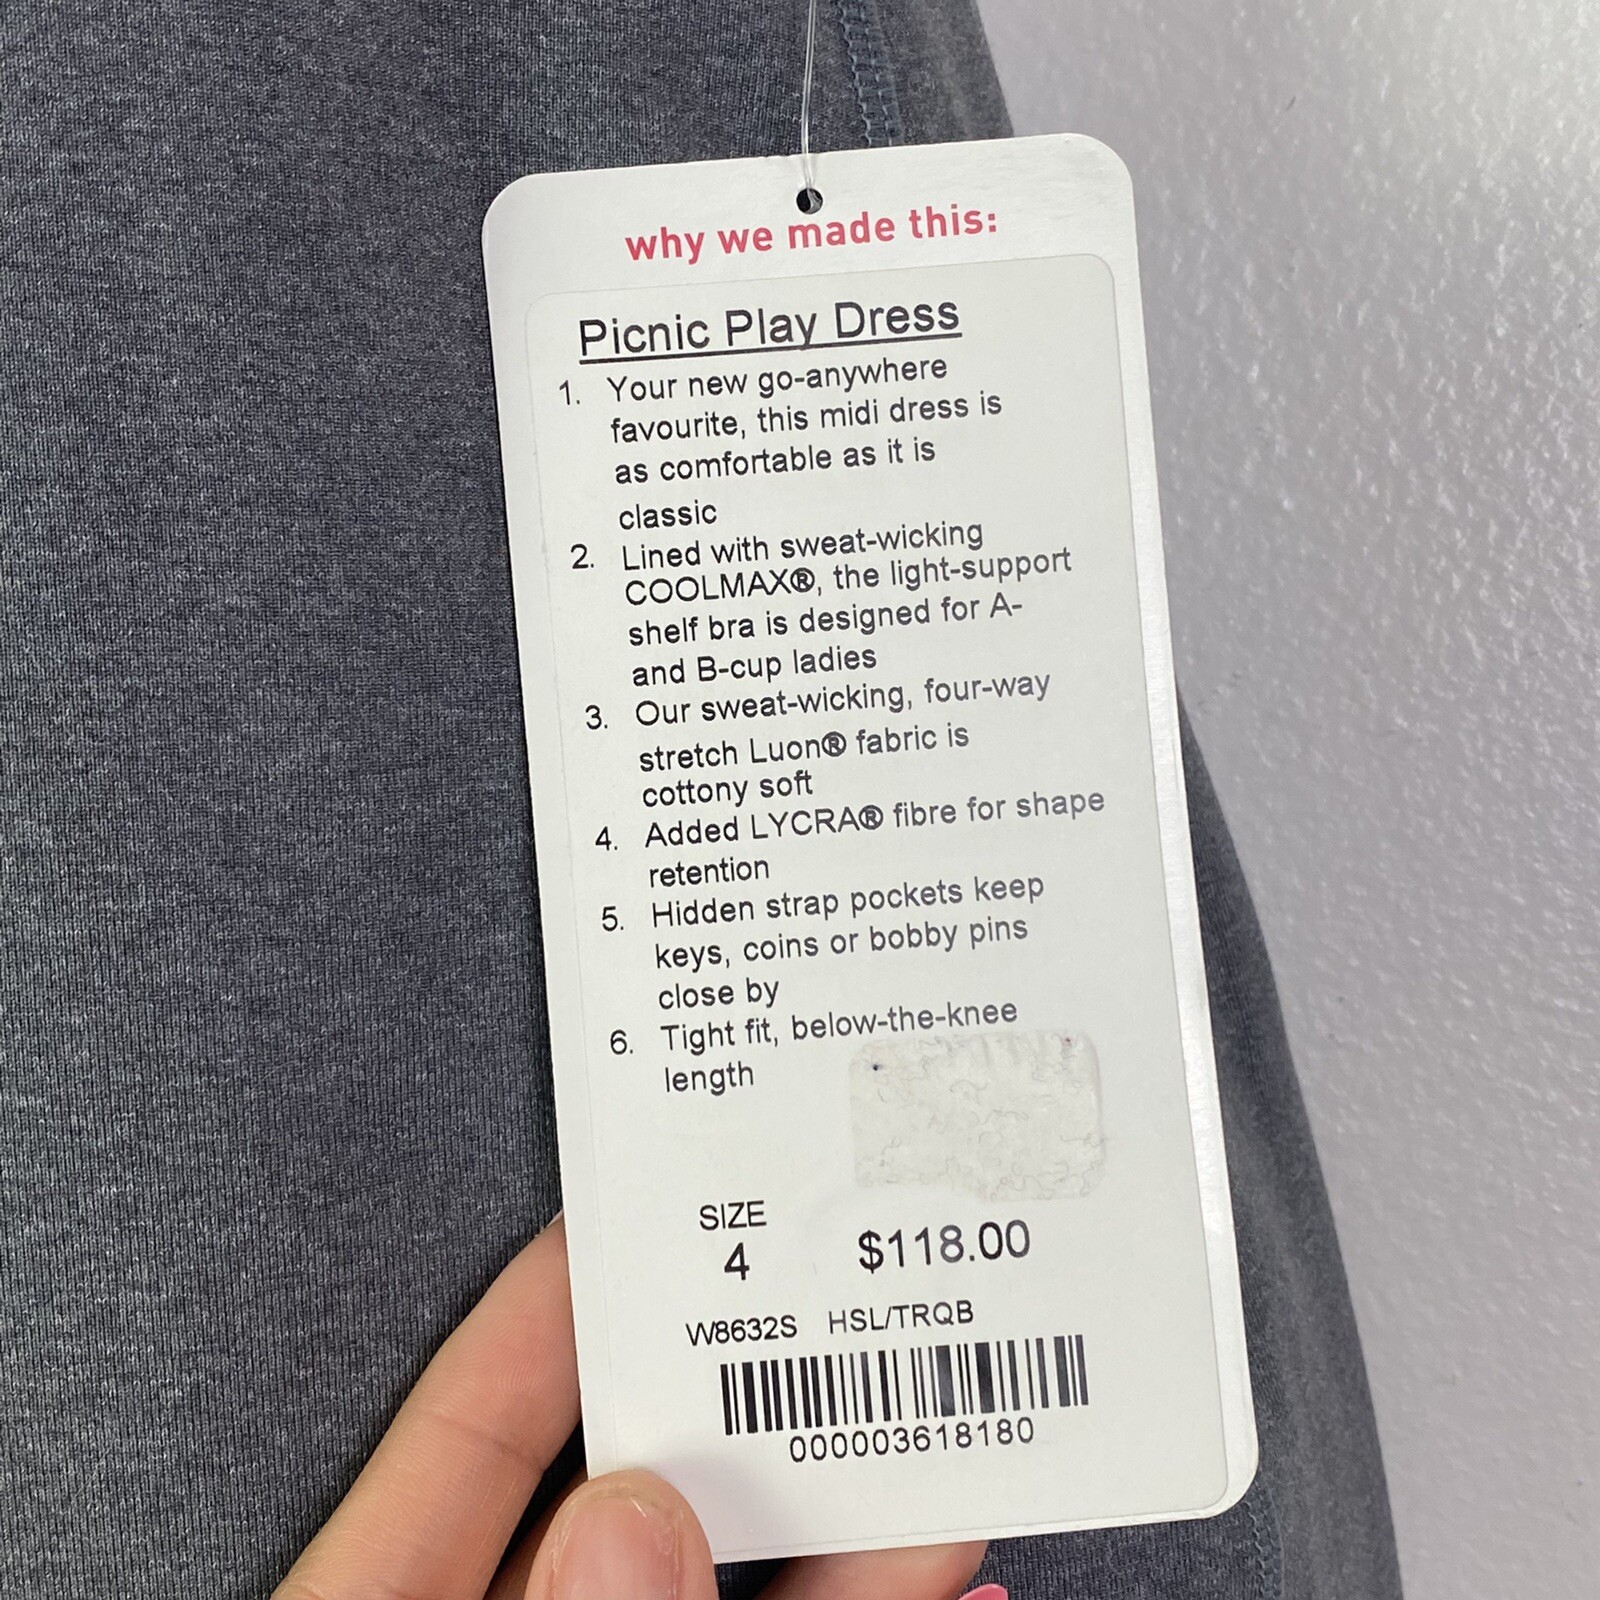 why we made this:
Picnic Play Dress
1. Your new go-anywhere
favourite, this midi dress is
as comfortable as it is
classic
2. Lined with sweat-wicking
COOLMAX®, the light-support
shelf bra is designed for A-
and B-cup ladies
3. Our sweat-wicking, four-way
stretch Luon® fabric is
cottony soft
4. Added LYCRA® fibre for shape
retention
5. Hidden strap pockets keep
keys, coins or bobby pins
close by
6. Tight fit, below-the-knee
length
SIZE
4 $118.00
W8632S HSL/TRQB
000003618180